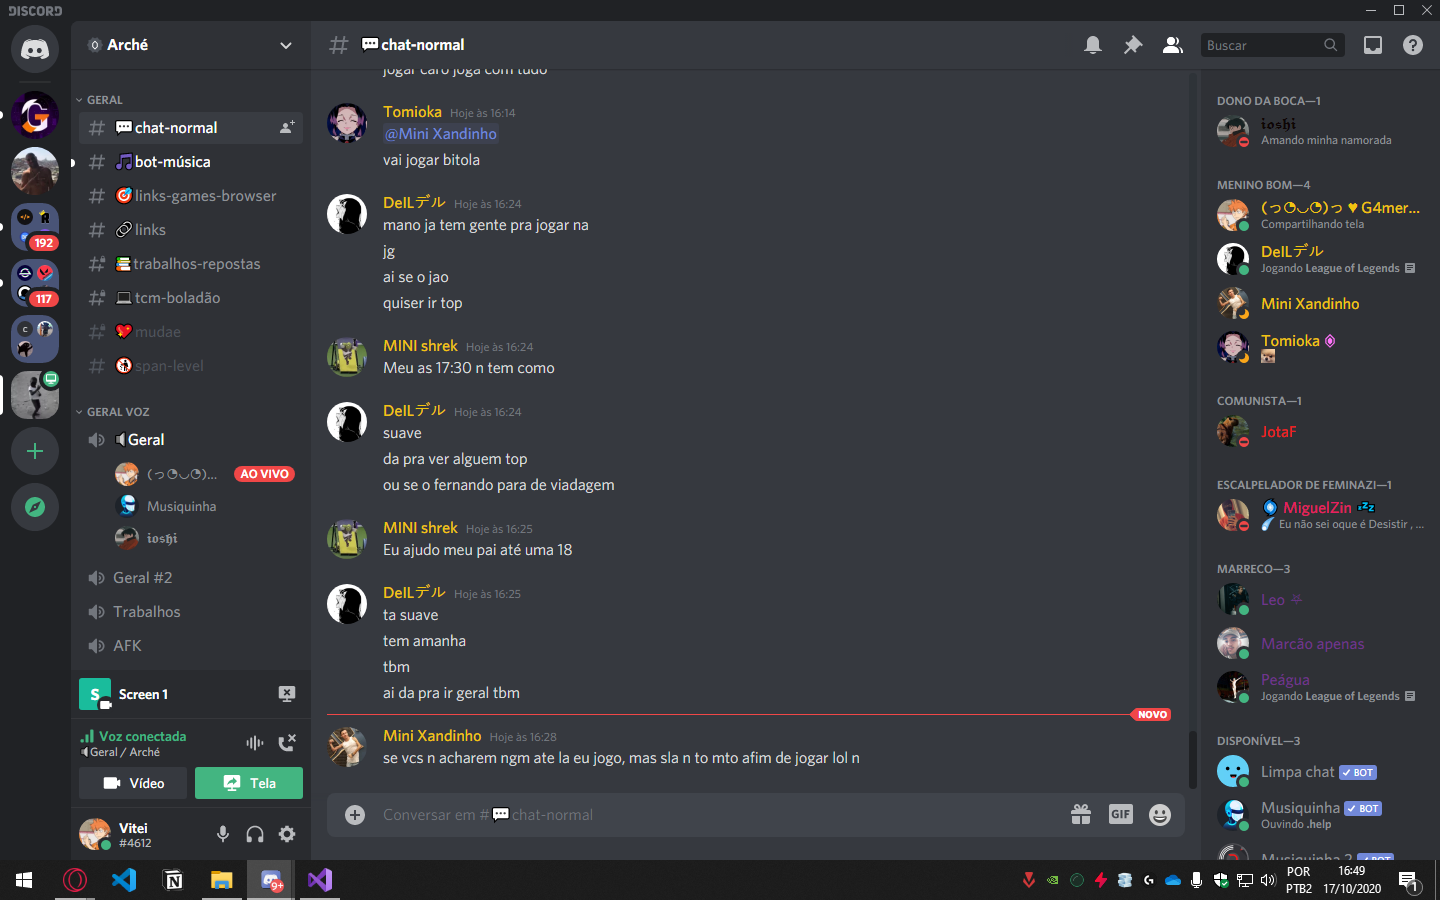 DISCORD
Arché
chat-normal
Buscar
192
117
GERAL
chat-normal
bot-música
links-games-browser
links
trabalhos-repostas
tcm-boladão
mudae
span-level
GERAL VOZ
Geral
(っ◔◡◔)...
AO VIVO
Musiquinha
𝖎𝖔𝖘𝖍𝖎
Geral #2
Trabalhos
AFK
S
Screen 1
Voz conectada
Geral / Arché
Vídeo
Tela
Vitei
#4612
jogar caro joga com tudo
Tomioka Hoje às 16:14
@Mini Xandinho
vai jogar bitola
DelLデル Hoje às 16:24
mano ja tem gente pra jogar na
jg
ai se o jao
quiser ir top
MINI shrek Hoje às 16:24
Meu as 17:30 n tem como
DelLデル Hoje às 16:24
suave
da pra ver alguem top
ou se o fernando para de viadagem
MINI shrek Hoje às 16:25
Eu ajudo meu pai até uma 18
DelLデル Hoje às 16:25
ta suave
tem amanha
tbm
ai da pra ir geral tbm
NOVO
Mini Xandinho Hoje às 16:28
se vcs n acharem ngm ate la eu jogo, mas sla n to mto afim de jogar lol n
Conversar em #💬chat-normal
GIF
DONO DA BOCA—1
𝖎𝖔𝖘𝖍𝖎
Amando minha namorada
MENINO BOM—4
(っ◔◡◔)っ ♥ G4mer...
Compartilhando tela
DelLデル
Jogando League of Legends
Mini Xandinho
Tomioka
COMUNISTA—1
JotaF
ESCALPELADOR DE FEMINAZI—1
MiguelZin 💤
Eu não sei oque é Desistir , ...
MARRECO—3
Leo ⛧
Marcão apenas
Peágua
Jogando League of Legends
DISPONÍVEL—3
Limpa chat ✓ BOT
Musiquinha ✓ BOT
Ouvindo .help
Musiquinha 2 ✓ BOT
9+
POR
PTB2
16:49
17/10/2020
1